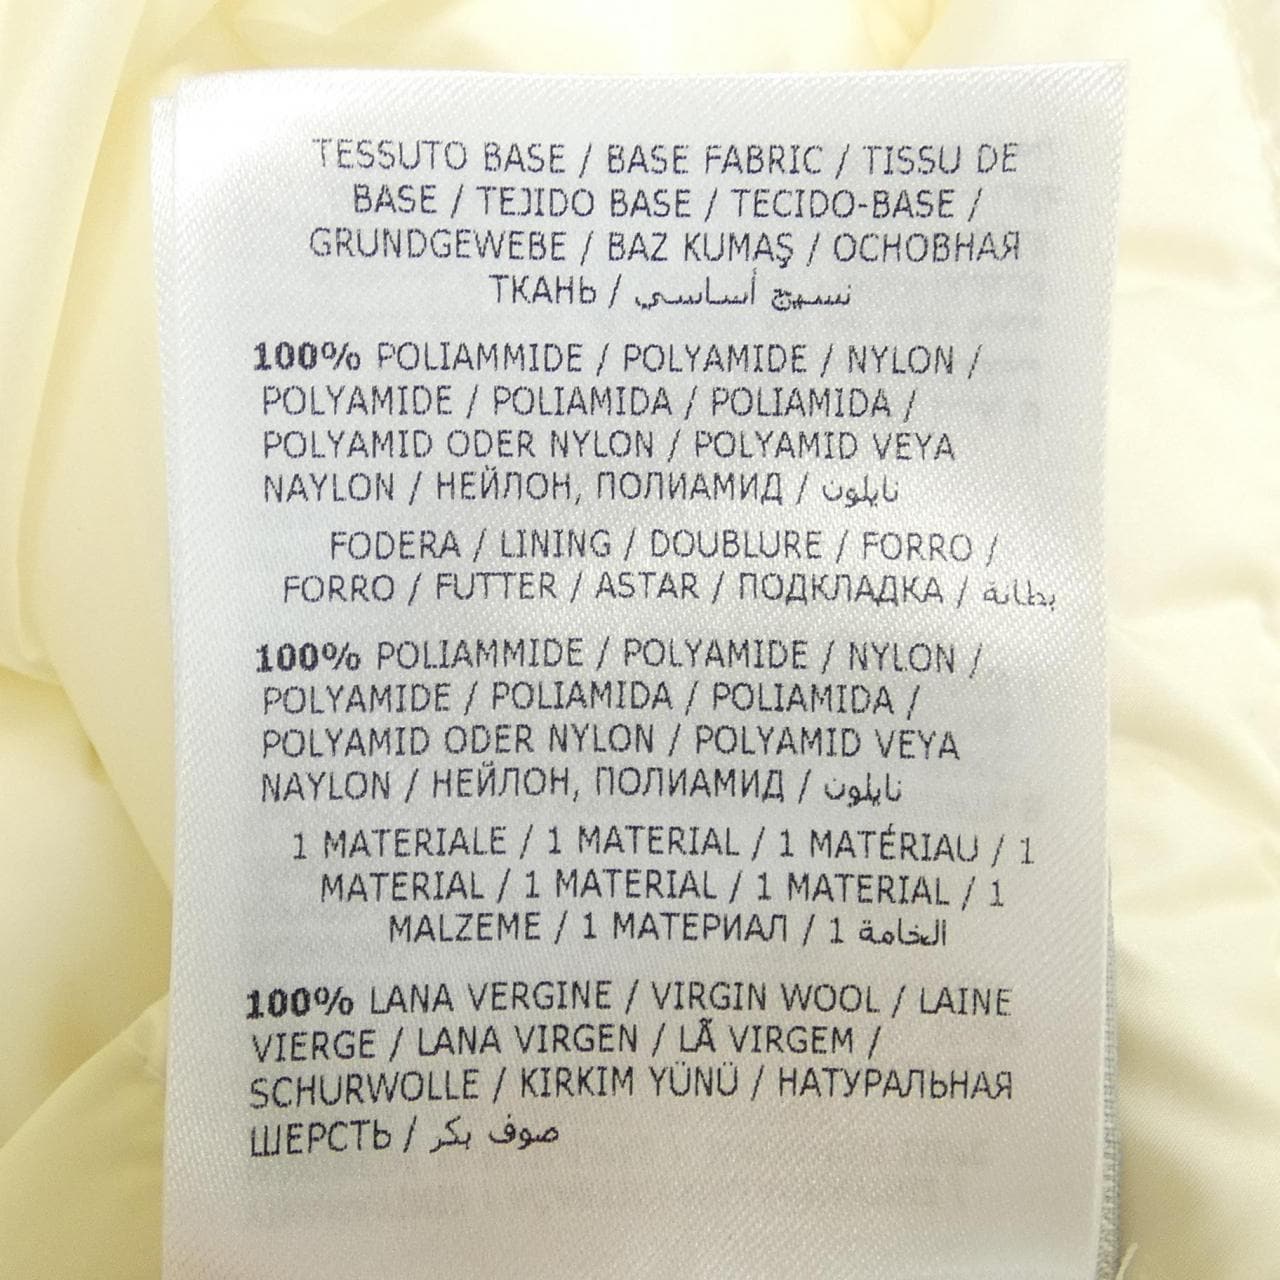 TESSUTO BASE / BASE FABRIC / TISSU DE
BASE / TEJIDO BASE / TECIDO-BASE /
GRUNDGEWEBE / BAZ KUMAŞ / ОСНОВНАЯ
ТКАНЬ / نسيج أساسي
100% POLIAMMIDE / POLYAMIDE / NYLON /
POLYAMIDE / POLIAMIDA / POLIAMIDA /
POLYAMID ODER NYLON / POLYAMID VEYA
NAYLON / НЕЙЛОН, ПОЛИАМИД / نايلون
FODERA / LINING / DOUBLURE / FORRO /
FORRO / FUTTER / ASTAR / ПОДКЛАДКА / بطانة
100% POLIAMMIDE / POLYAMIDE / NYLON /
POLYAMIDE / POLIAMIDA / POLIAMIDA /
POLYAMID ODER NYLON / POLYAMID VEYA
NAYLON / НЕЙЛОН, ПОЛИАМИД / نايلون
1 MATERIALE / 1 MATERIAL / 1 MATÉRIAU / 1
MATERIAL / 1 MATERIAL / 1 MATERIAL / 1
MALZEME / 1 МАТЕРИАЛ / 1 الخامة
100% LANA VERGINE / VIRGIN WOOL / LAINE
VIERGE / LANA VIRGEN / LÃ VIRGEM /
SCHURWOLLE / KIRKIM YÜNÜ / НАТУРАЛЬНАЯ
ШЕРСТЬ / صوف بكر